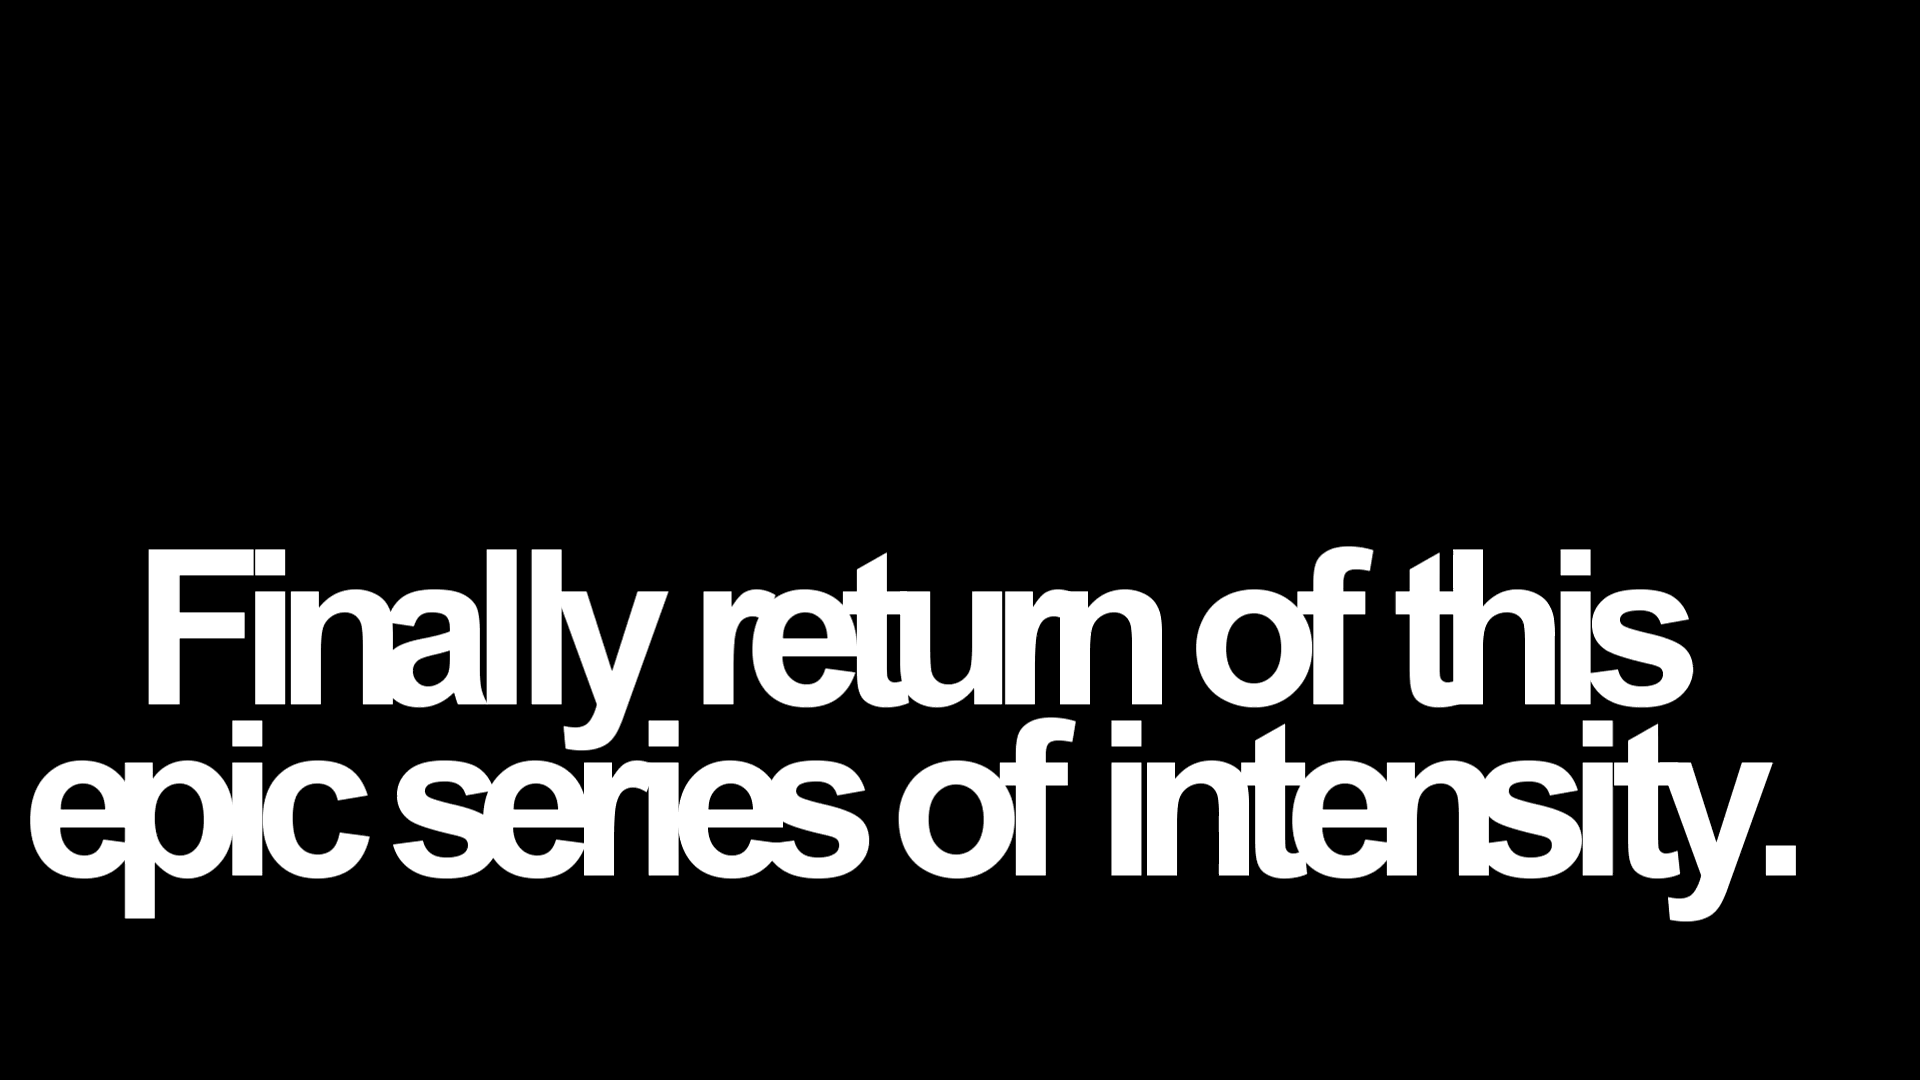 Finally return of this
epic series of intensity.